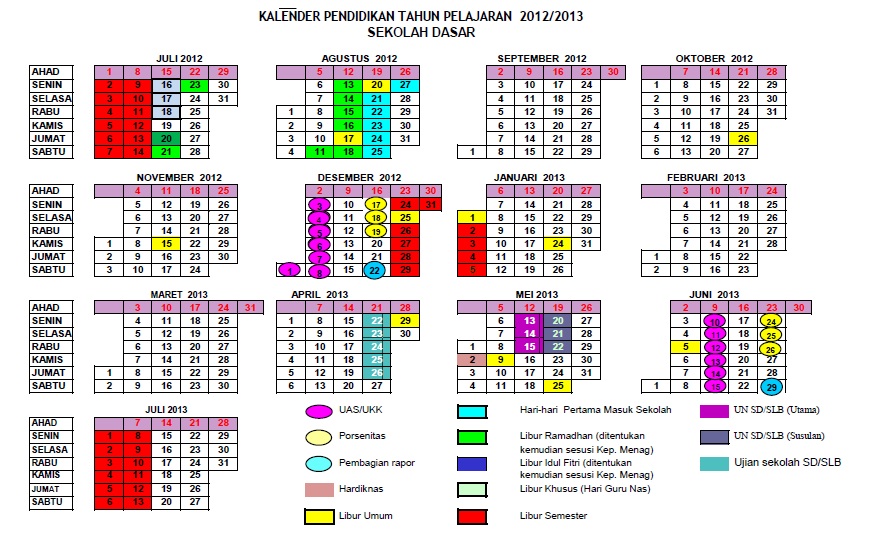 KALENDER PENDIDIKAN TAHUN PELAJARAN 2012/2013
SEKOLAH DASAR
JULI 2012 AGUSTUS 2012 SEPTEMBER 2012 OKTOBER 2012
AHAD 1 8 15 22 29 5 12 19 26 2 9 16 23 30 7 14 21 28
SENIN 2 9 16 23 30 6 13 20 27 3 10 17 24 1 8 15 22 29
SELASA 3 10 17 24 31 7 14 21 28 4 11 18 25 2 9 16 23 30
RABU 4 11 18 25 1 8 15 22 29 5 12 19 26 3 10 17 24 31
KAMIS 5 12 19 26 2 9 16 23 30 6 13 20 27 4 11 18 25
JUMAT 6 13 20 27 3 10 17 24 31 7 14 21 28 5 12 19 26
SABTU 7 14 21 28 4 11 18 25 1 8 15 22 29 6 13 20 27
NOVEMBER 2012 DESEMBER 2012 JANUARI 2013 FEBRUARI 2013
AHAD 4 11 18 25 2 9 16 23 30 6 13 20 27 3 10 17 24
SENIN 5 12 19 26 3 10 17 24 31 7 14 21 28 4 11 18 25
SELASA 6 13 20 27 4 11 18 25 1 8 15 22 29 5 12 19 26
RABU 7 14 21 28 5 12 19 26 2 9 16 23 30 6 13 20 27
KAMIS 1 8 15 22 29 6 13 20 27 3 10 17 24 31 7 14 21 28
JUMAT 2 9 16 23 30 7 14 21 28 4 11 18 25 1 8 15 22
SABTU 3 10 17 24 1 8 15 22 29 5 12 19 26 2 9 16 23
MARET 2013 APRIL 2013 MEI 2013 JUNI 2013
AHAD 3 10 17 24 31 7 14 21 28 5 12 19 26 2 9 16 23 30
SENIN 4 11 18 25 1 8 15 22 29 6 13 20 27 3 10 17 24
SELASA 5 12 19 26 2 9 16 23 30 7 14 21 28 4 11 18 25
RABU 6 13 20 27 3 10 17 24 1 8 15 22 29 5 12 19 26
KAMIS 7 14 21 28 4 11 18 25 2 9 16 23 30 6 13 20 27
JUMAT 1 8 15 22 29 5 12 19 26 3 10 17 24 31 7 14 21 28
SABTU 2 9 16 23 30 6 13 20 27 4 11 18 25 1 8 15 22 29
JULI 2013
AHAD 7 14 21 28
SENIN 1 8 15 22 29
SELASA 2 9 16 23 30
RABU 3 10 17 24 31
KAMIS 4 11 18 25
JUMAT 5 12 19 26
SABTU 6 13 20 27
UAS/UKK
Porsenitas
Pembagian rapor
Hardiknas
Libur Umum
Hari-hari Pertama Masuk Sekolah
Libur Ramadhan (ditentukan
kemudian sesusi Kep. Menag)
Libur Idul Fitri (ditentukan
kemudian sesusi Kep. Menag)
Libur Khusus (Hari Guru Nas)
Libur Semester
UN SD/SLB (Utama)
UN SD/SLB (Susulan)
Ujian sekolah SD/SLB